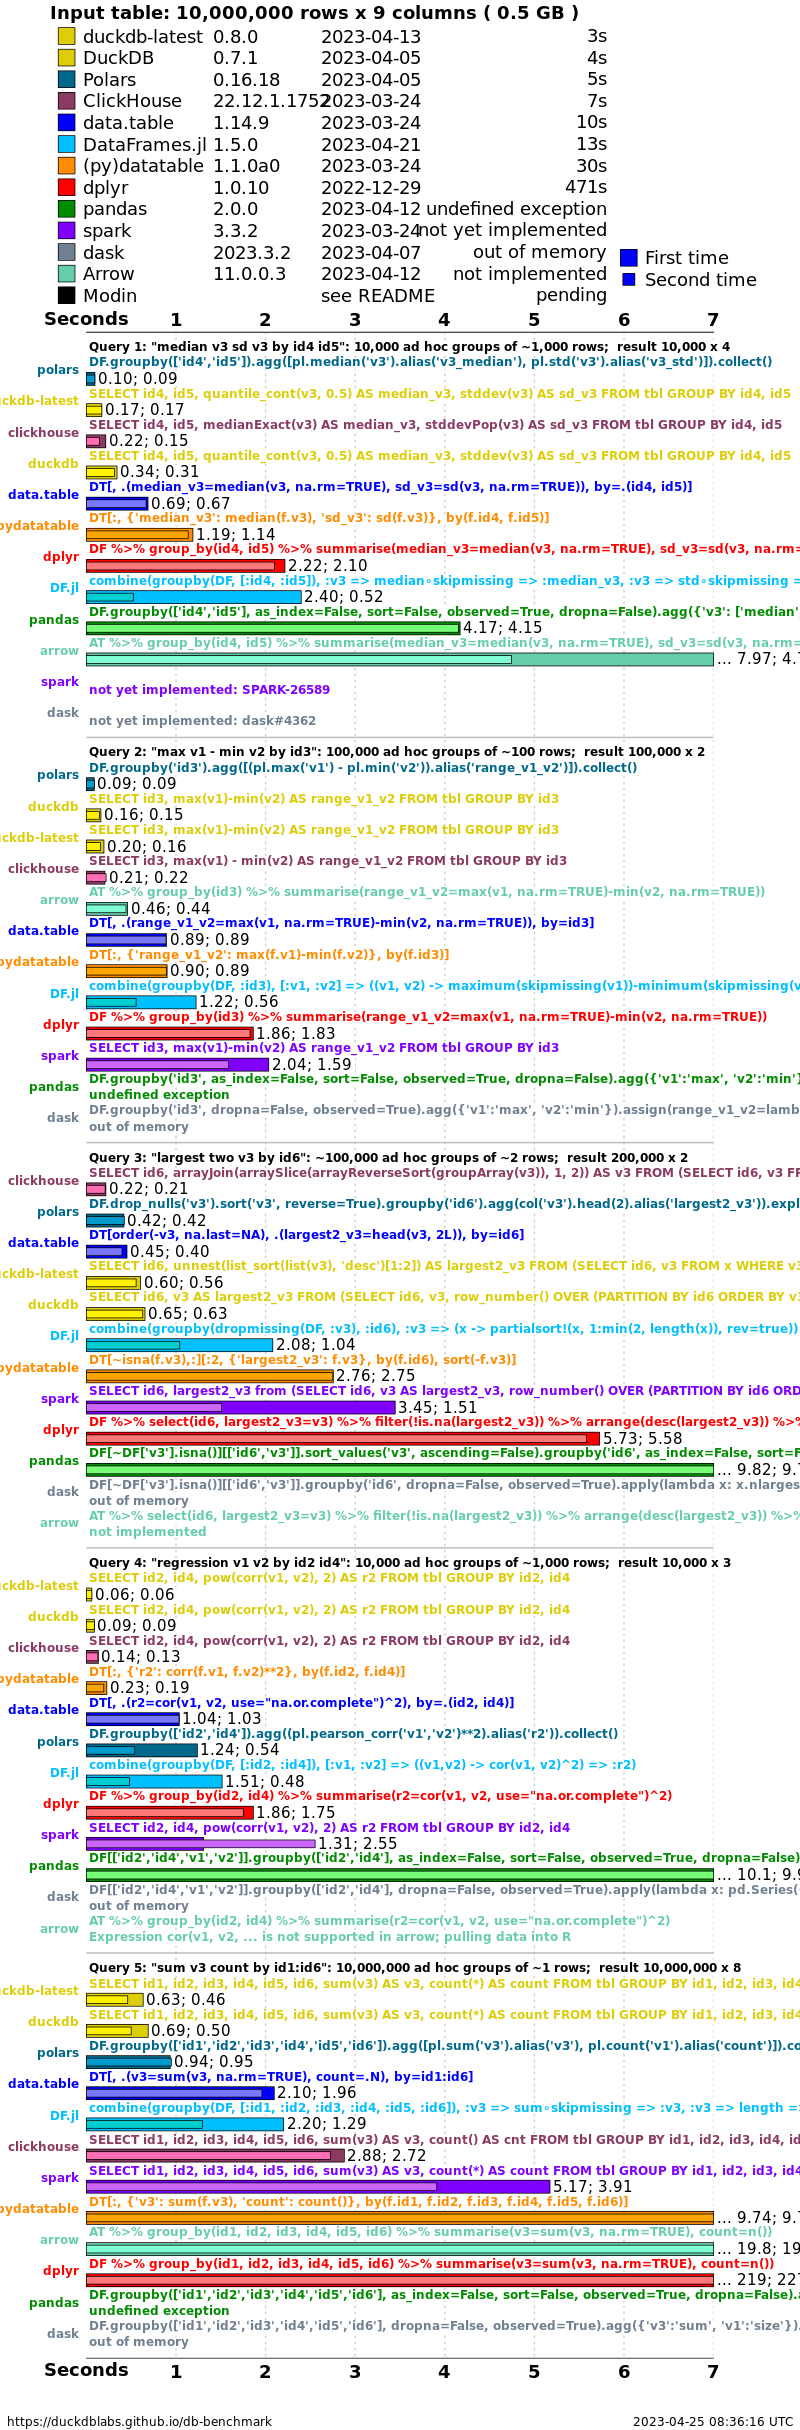 Input table: 10,000,000 rows x 9 columns ( 0.5 GB )
duckdb-latest 0.8.0 2023-04-13 3s
DuckDB 0.7.1 2023-04-05 4s
Polars 0.16.18 2023-04-05 5s
ClickHouse 22.12.1.1752 2023-03-24 7s
data.table 1.14.9 2023-03-24 10s
DataFrames.jl 1.5.0 2023-04-21 13s
(py)datatable 1.1.0a0 2023-03-24 30s
dplyr 1.0.10 2022-12-29 471s
pandas 2.0.0 2023-04-12 undefined exception
spark 3.3.2 2023-03-24 not yet implemented
dask 2023.3.2 2023-04-07 out of memory
First time
Arrow 11.0.0.3 2023-04-12 not implemented
Second time
Modin see README pending
Seconds 1 2 3 4 5 6 7
Query 1: "median v3 sd v3 by id4 id5": 10,000 ad hoc groups of ~1,000 rows; result 10,000 x 4
DF.groupby(['id4','id5']).agg([pl.median('v3').alias('v3_median'), pl.std('v3').alias('v3_std')]).collect()
polars
0.10; 0.09
SELECT id4, id5, quantile_cont(v3, 0.5) AS median_v3, stddev(v3) AS sd_v3 FROM tbl GROUP BY id4, id5
ckdb-latest
0.17; 0.17
SELECT id4, id5, medianExact(v3) AS median_v3, stddevPop(v3) AS sd_v3 FROM tbl GROUP BY id4, id5
clickhouse
0.22; 0.15
SELECT id4, id5, quantile_cont(v3, 0.5) AS median_v3, stddev(v3) AS sd_v3 FROM tbl GROUP BY id4, id5
duckdb
0.34; 0.31
DT[, .(median_v3=median(v3, na.rm=TRUE), sd_v3=sd(v3, na.rm=TRUE)), by=.(id4, id5)]
data.table
0.69; 0.67
DT[:, {'median_v3': median(f.v3), 'sd_v3': sd(f.v3)}, by(f.id4, f.id5)]
pydatatable
1.19; 1.14
DF %>% group_by(id4, id5) %>% summarise(median_v3=median(v3, na.rm=TRUE), sd_v3=sd(v3, na.rm=
dplyr
2.22; 2.10
combine(groupby(DF, [:id4, :id5]), :v3 => median∘skipmissing => :median_v3, :v3 => std∘skipmissing =
DF.jl
2.40; 0.52
DF.groupby(['id4','id5'], as_index=False, sort=False, observed=True, dropna=False).agg({'v3': ['median'
pandas
4.17; 4.15
AT %>% group_by(id4, id5) %>% summarise(median_v3=median(v3, na.rm=TRUE), sd_v3=sd(v3, na.rm=
arrow
... 7.97; 4.7
spark
not yet implemented: SPARK-26589
dask
not yet implemented: dask#4362
Query 2: "max v1 - min v2 by id3": 100,000 ad hoc groups of ~100 rows; result 100,000 x 2
DF.groupby('id3').agg([(pl.max('v1') - pl.min('v2')).alias('range_v1_v2')]).collect()
polars
0.09; 0.09
SELECT id3, max(v1)-min(v2) AS range_v1_v2 FROM tbl GROUP BY id3
duckdb
0.16; 0.15
SELECT id3, max(v1)-min(v2) AS range_v1_v2 FROM tbl GROUP BY id3
ckdb-latest
0.20; 0.16
SELECT id3, max(v1) - min(v2) AS range_v1_v2 FROM tbl GROUP BY id3
clickhouse
0.21; 0.22
AT %>% group_by(id3) %>% summarise(range_v1_v2=max(v1, na.rm=TRUE)-min(v2, na.rm=TRUE))
arrow
0.46; 0.44
DT[, .(range_v1_v2=max(v1, na.rm=TRUE)-min(v2, na.rm=TRUE)), by=id3]
data.table
0.89; 0.89
DT[:, {'range_v1_v2': max(f.v1)-min(f.v2)}, by(f.id3)]
pydatatable
0.90; 0.89
combine(groupby(DF, :id3), [:v1, :v2] => ((v1, v2) -> maximum(skipmissing(v1))-minimum(skipmissing(v
DF.jl
1.22; 0.56
DF %>% group_by(id3) %>% summarise(range_v1_v2=max(v1, na.rm=TRUE)-min(v2, na.rm=TRUE))
dplyr
1.86; 1.83
SELECT id3, max(v1)-min(v2) AS range_v1_v2 FROM tbl GROUP BY id3
spark
2.04; 1.59
DF.groupby('id3', as_index=False, sort=False, observed=True, dropna=False).agg({'v1':'max', 'v2':'min'}
pandas
undefined exception
DF.groupby('id3', dropna=False, observed=True).agg({'v1':'max', 'v2':'min'}).assign(range_v1_v2=lamb
dask
out of memory
Query 3: "largest two v3 by id6": ~100,000 ad hoc groups of ~2 rows; result 200,000 x 2
SELECT id6, arrayJoin(arraySlice(arrayReverseSort(groupArray(v3)), 1, 2)) AS v3 FROM (SELECT id6, v3 FR
clickhouse
0.22; 0.21
DF.drop_nulls('v3').sort('v3', reverse=True).groupby('id6').agg(col('v3').head(2).alias('largest2_v3')).expl
polars
0.42; 0.42
DT[order(-v3, na.last=NA), .(largest2_v3=head(v3, 2L)), by=id6]
data.table
0.45; 0.40
SELECT id6, unnest(list_sort(list(v3), 'desc')[1:2]) AS largest2_v3 FROM (SELECT id6, v3 FROM x WHERE v3
ckdb-latest
0.60; 0.56
SELECT id6, v3 AS largest2_v3 FROM (SELECT id6, v3, row_number() OVER (PARTITION BY id6 ORDER BY v3
duckdb
0.65; 0.63
combine(groupby(dropmissing(DF, :v3), :id6), :v3 => (x -> partialsort!(x, 1:min(2, length(x)), rev=true))
DF.jl
2.08; 1.04
DT[~isna(f.v3),:][:2, {'largest2_v3': f.v3}, by(f.id6), sort(-f.v3)]
pydatatable
2.76; 2.75
SELECT id6, largest2_v3 from (SELECT id6, v3 AS largest2_v3, row_number() OVER (PARTITION BY id6 ORD
spark
3.45; 1.51
DF %>% select(id6, largest2_v3=v3) %>% filter(!is.na(largest2_v3)) %>% arrange(desc(largest2_v3)) %>%
dplyr
5.73; 5.58
DF[~DF['v3'].isna()][['id6','v3']].sort_values('v3', ascending=False).groupby('id6', as_index=False, sort=F
pandas
... 9.82; 9.7
DF[~DF['v3'].isna()][['id6','v3']].groupby('id6', dropna=False, observed=True).apply(lambda x: x.nlarges
dask
out of memory
AT %>% select(id6, largest2_v3=v3) %>% filter(!is.na(largest2_v3)) %>% arrange(desc(largest2_v3)) %>%
arrow
not implemented
Query 4: "regression v1 v2 by id2 id4": 10,000 ad hoc groups of ~1,000 rows; result 10,000 x 3
SELECT id2, id4, pow(corr(v1, v2), 2) AS r2 FROM tbl GROUP BY id2, id4
ckdb-latest
0.06; 0.06
SELECT id2, id4, pow(corr(v1, v2), 2) AS r2 FROM tbl GROUP BY id2, id4
duckdb
0.09; 0.09
SELECT id2, id4, pow(corr(v1, v2), 2) AS r2 FROM tbl GROUP BY id2, id4
clickhouse
0.14; 0.13
DT[:, {'r2': corr(f.v1, f.v2)**2}, by(f.id2, f.id4)]
pydatatable
0.23; 0.19
DT[, .(r2=cor(v1, v2, use="na.or.complete")^2), by=.(id2, id4)]
data.table
1.04; 1.03
DF.groupby(['id2','id4']).agg((pl.pearson_corr('v1','v2')**2).alias('r2')).collect()
polars
1.24; 0.54
combine(groupby(DF, [:id2, :id4]), [:v1, :v2] => ((v1,v2) -> cor(v1, v2)^2) => :r2)
DF.jl
1.51; 0.48
DF %>% group_by(id2, id4) %>% summarise(r2=cor(v1, v2, use="na.or.complete")^2)
dplyr
1.86; 1.75
SELECT id2, id4, pow(corr(v1, v2), 2) AS r2 FROM tbl GROUP BY id2, id4
spark
1.31; 2.55
DF[['id2','id4','v1','v2']].groupby(['id2','id4'], as_index=False, sort=False, observed=True, dropna=False)
pandas
... 10.1; 9.9
DF[['id2','id4','v1','v2']].groupby(['id2','id4'], dropna=False, observed=True).apply(lambda x: pd.Series(
dask
out of memory
AT %>% group_by(id2, id4) %>% summarise(r2=cor(v1, v2, use="na.or.complete")^2)
arrow
Expression cor(v1, v2, ... is not supported in arrow; pulling data into R
Query 5: "sum v3 count by id1:id6": 10,000,000 ad hoc groups of ~1 rows; result 10,000,000 x 8
SELECT id1, id2, id3, id4, id5, id6, sum(v3) AS v3, count(*) AS count FROM tbl GROUP BY id1, id2, id3, id4
ckdb-latest
0.63; 0.46
SELECT id1, id2, id3, id4, id5, id6, sum(v3) AS v3, count(*) AS count FROM tbl GROUP BY id1, id2, id3, id4
duckdb
0.69; 0.50
DF.groupby(['id1','id2','id3','id4','id5','id6']).agg([pl.sum('v3').alias('v3'), pl.count('v1').alias('count')]).co
polars
0.94; 0.95
DT[, .(v3=sum(v3, na.rm=TRUE), count=.N), by=id1:id6]
data.table
2.10; 1.96
combine(groupby(DF, [:id1, :id2, :id3, :id4, :id5, :id6]), :v3 => sum∘skipmissing => :v3, :v3 => length =
DF.jl
2.20; 1.29
SELECT id1, id2, id3, id4, id5, id6, sum(v3) AS v3, count() AS cnt FROM tbl GROUP BY id1, id2, id3, id4, id
clickhouse
2.88; 2.72
SELECT id1, id2, id3, id4, id5, id6, sum(v3) AS v3, count(*) AS count FROM tbl GROUP BY id1, id2, id3, id4
spark
5.17; 3.91
DT[:, {'v3': sum(f.v3), 'count': count()}, by(f.id1, f.id2, f.id3, f.id4, f.id5, f.id6)]
pydatatable
... 9.74; 9.7
AT %>% group_by(id1, id2, id3, id4, id5, id6) %>% summarise(v3=sum(v3, na.rm=TRUE), count=n())
arrow
... 19.8; 19
DF %>% group_by(id1, id2, id3, id4, id5, id6) %>% summarise(v3=sum(v3, na.rm=TRUE), count=n())
dplyr
... 219; 227
DF.groupby(['id1','id2','id3','id4','id5','id6'], as_index=False, sort=False, observed=True, dropna=False).a
pandas
undefined exception
DF.groupby(['id1','id2','id3','id4','id5','id6'], dropna=False, observed=True).agg({'v3':'sum', 'v1':'size'}).
dask
out of memory
Seconds 1 2 3 4 5 6 7
https://duckdblabs.github.io/db-benchmark 2023-04-25 08:36:16 UTC